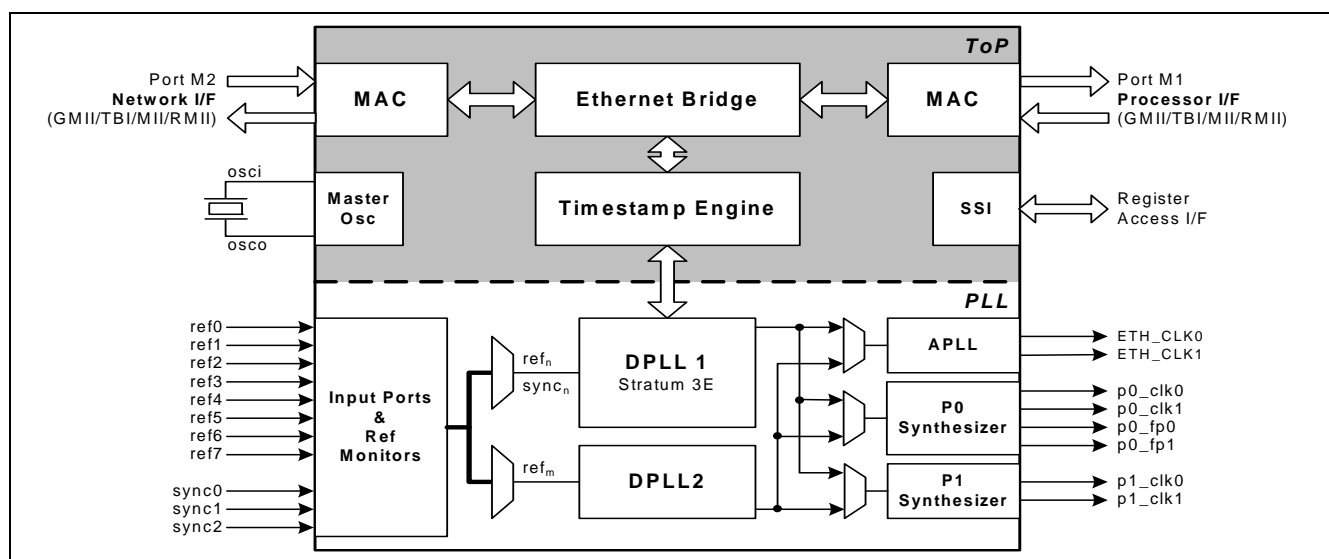 ToP
Port M2
Network I/F
(GMII/TBI/MII/RMII)
MAC
Ethernet Bridge
MAC
Port M1
Processor I/F
(GMII/TBI/MII/RMII)
osci
osco
Master
Osc
Timestamp Engine
SSI
Register
Access I/F
PLL
ref0
ref1
ref2
ref3
ref4
ref5
ref6
ref7
sync0
sync1
sync2
Input Ports
&
Ref
Monitors
refn
syncn
refm
DPLL 1
Stratum 3E
DPLL2
APLL
P0
Synthesizer
P1
Synthesizer
ETH_CLK0
ETH_CLK1
p0_clk0
p0_clk1
p0_fp0
p0_fp1
p1_clk0
p1_clk1